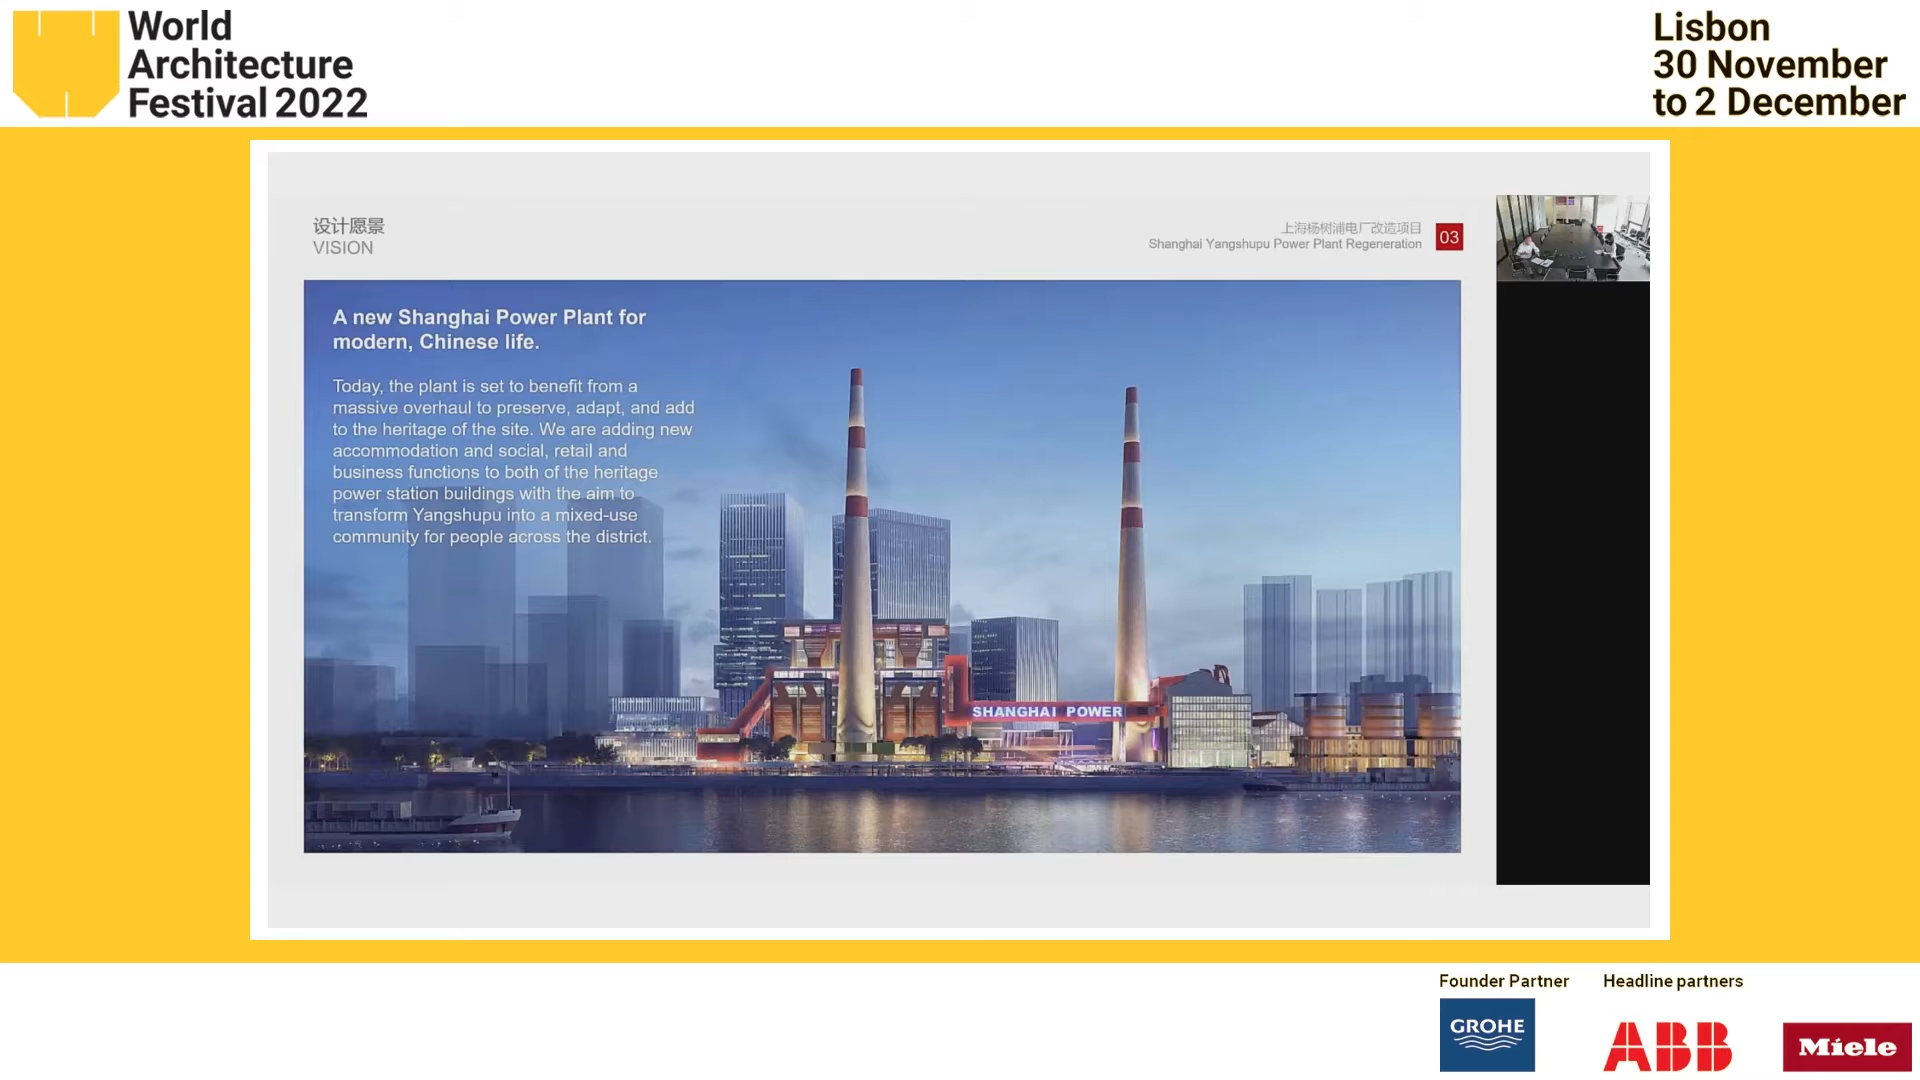 World
Architecture
Festival 2022
Lisbon
30 November
to 2 December
设计愿景
VISION
上海杨树浦电厂改造项目
Shanghai Yangshupu Power Plant Regeneration
03
A new Shanghai Power Plant for
modern, Chinese life.
Today, the plant is set to benefit from a
massive overhaul to preserve, adapt, and add
to the heritage of the site. We are adding new
accommodation and social, retail and
business functions to both of the heritage
power station buildings with the aim to
transform Yangshupu into a mixed-use
community for people across the district.
SHANGHAI POWER
Founder Partner
Headline partners
GROHE
ABB
Miele